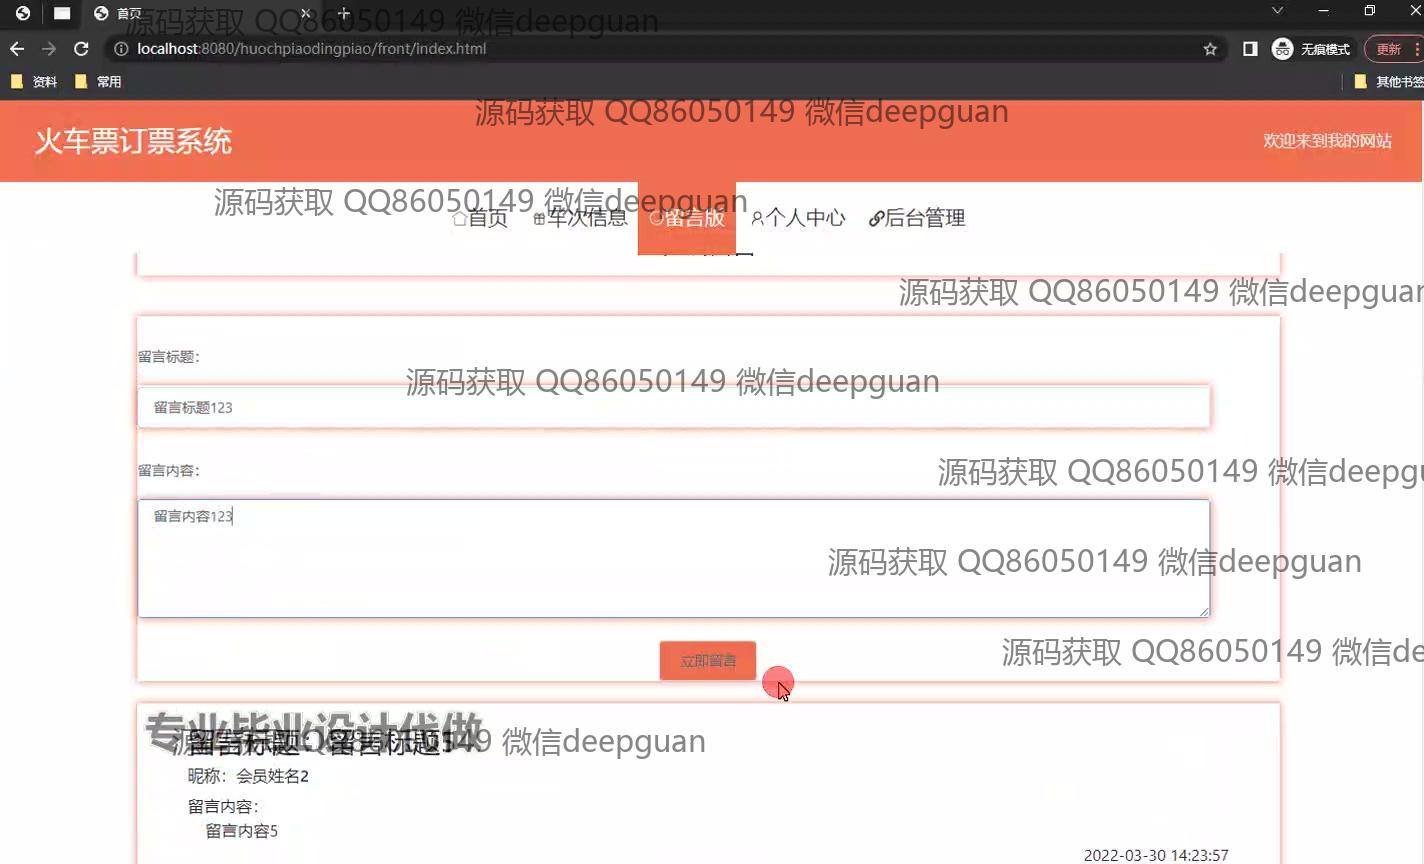 首页
源码获取 QQ86050149 微信deepguan
localhost:8080/huochpiaodingpiao/front/index.html
无痕模式
更新
资料
常用
其他书签
源码获取 QQ86050149 微信deepguan
火车票订票系统
欢迎来到我的网站
源码获取 QQ86050149 微信deepguan
首页
车次信息
留言版
个人中心
后台管理
源码获取 QQ86050149 微信deepguan
留言标题:
源码获取 QQ86050149 微信deepguan
留言标题123
留言内容:
源码获取 QQ86050149 微信deepgu
留言内容123
源码获取 QQ86050149 微信deepguan
立即留言
源码获取 QQ86050149 微信de
专业毕业设计代做
源码获取 QQ86050149 微信deepguan
留言标题: 留言标题5
昵称: 会员姓名2
留言内容:
留言内容5
2022-03-30 14:23:57